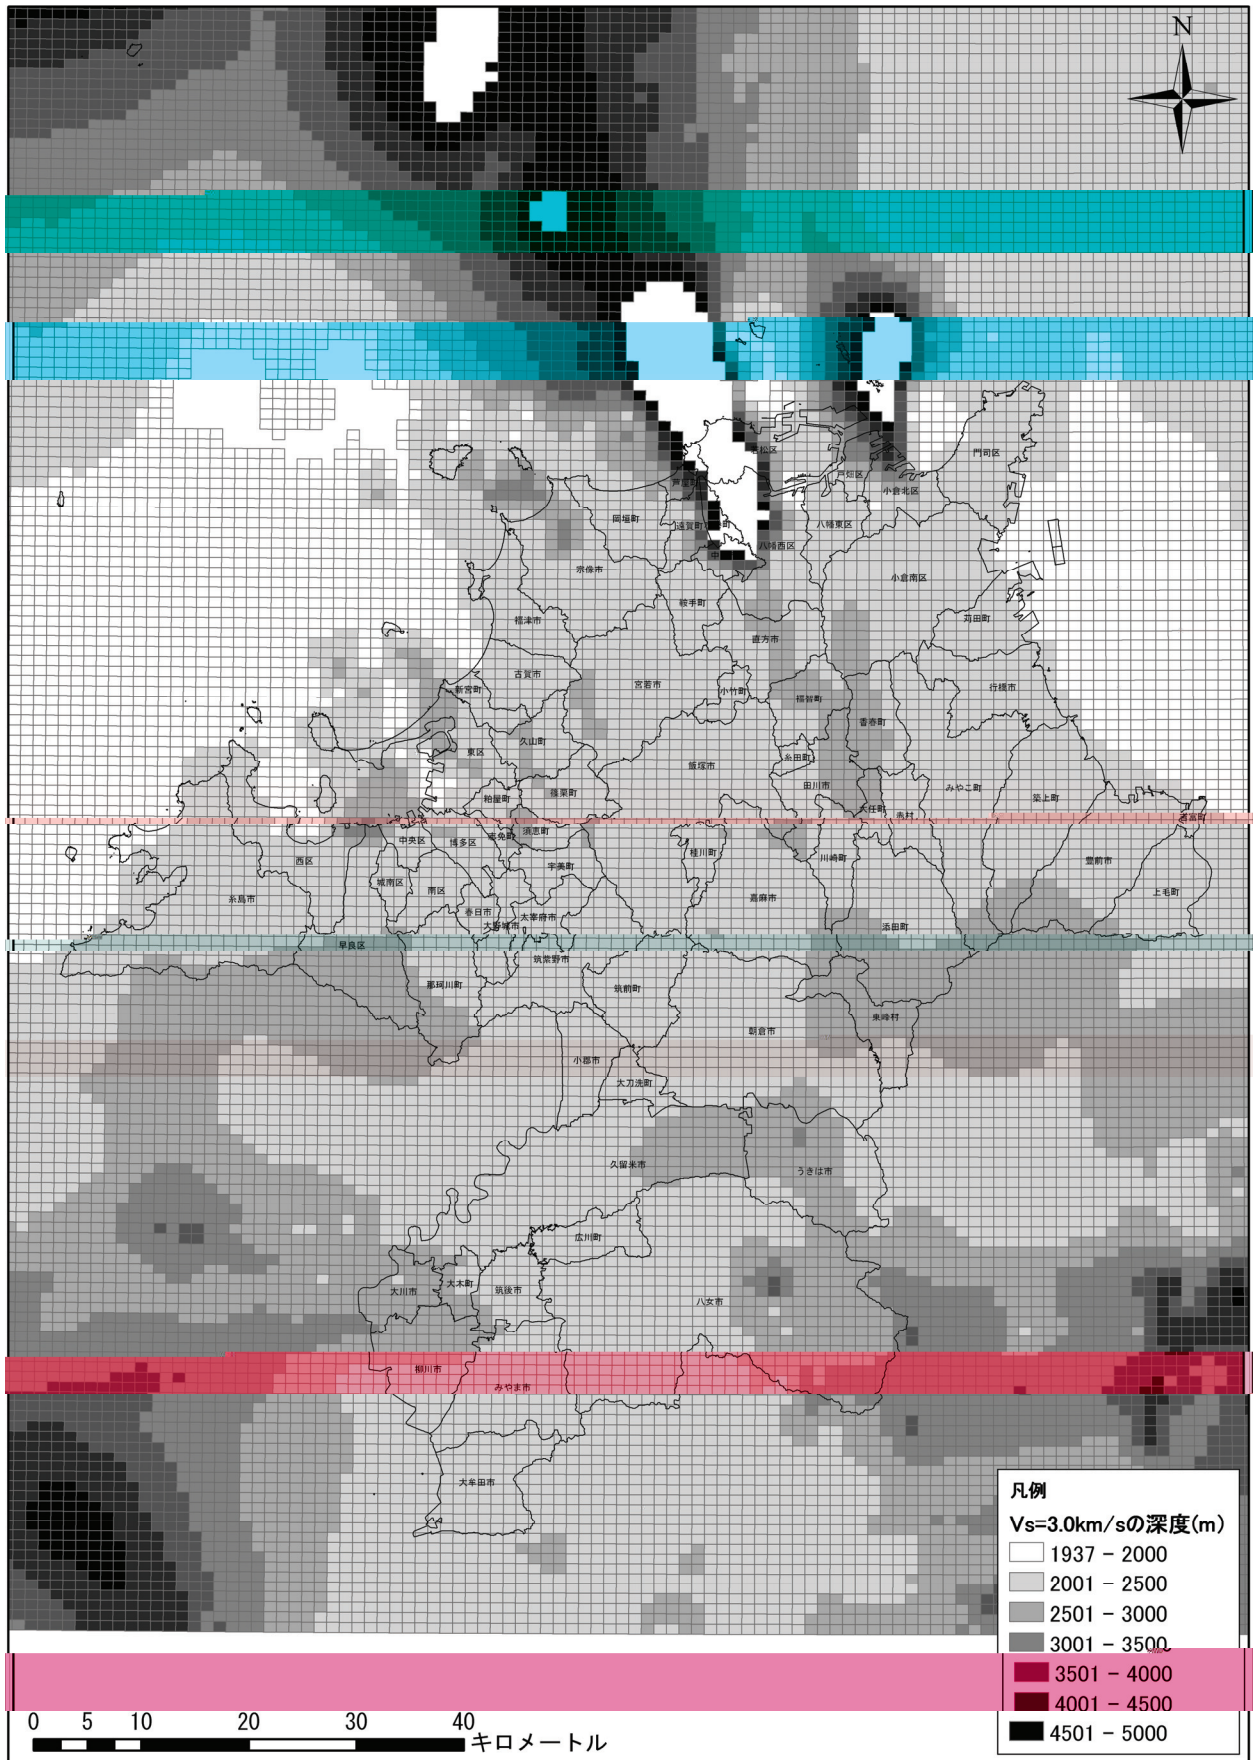 N
若松区
門司区
戸畑区
芦屋町
小倉北区
岡垣町
遠賀町
八幡東区
八幡西区
中
宗像市
小倉南区
鞍手町
福津市
苅田町
直方市
古賀市
新宮町
宮若市
小竹町
行橋市
福智町
香春町
久山町
東区
飯塚市
糸田町
田川市
みやこ町
粕屋町
篠栗町
築上町
大任町
赤村
吉富町
須恵町
志免町
中央区
博多区
桂川町
川崎町
西区
宇美町
豊前市
城南区
南区
上毛町
糸島市
嘉麻市
春日市
太宰府市
大野城市
添田町
早良区
筑紫野市
那珂川町
筑前町
東峰村
朝倉市
小郡市
大刀洗町
久留米市
うきは市
広川町
大木町
大川市
筑後市
八女市
柳川市
みやま市
大牟田市
凡例
Vs=3.0km/sの深度(m)
1937 - 2000
2001 - 2500
2501 - 3000
3001 - 3500
3501 - 4000
4001 - 4500
4501 - 5000
0 5 10 20 30 40
キロメートル